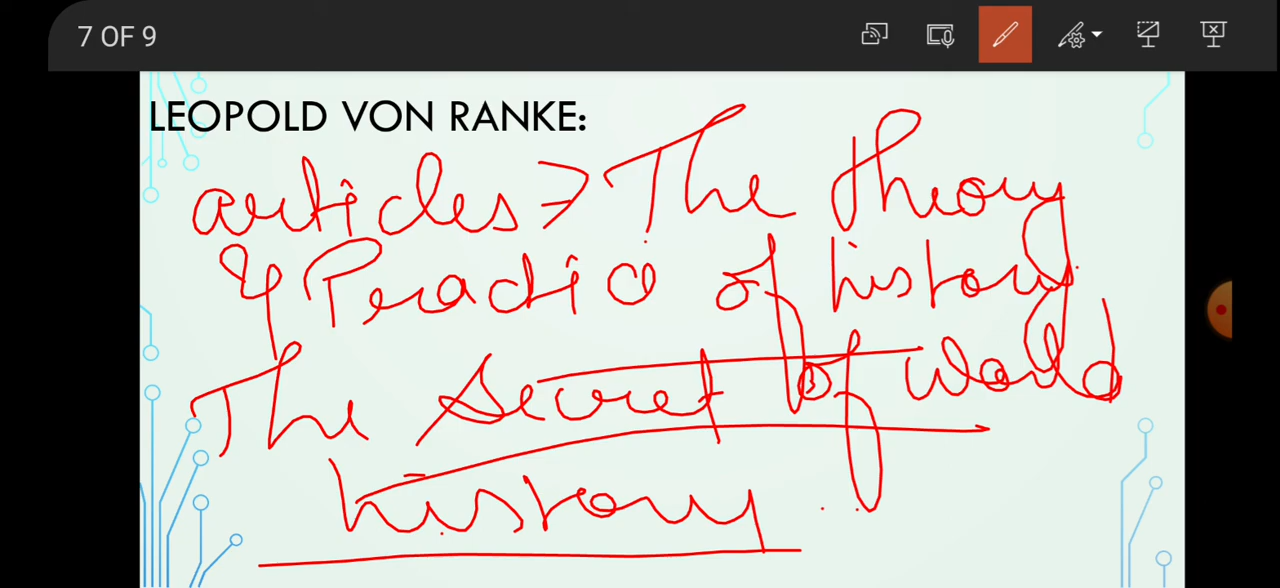 7 OF 9
LEOPOLD VON RANKE:
articles → The theory
& Practice of history
The Secret of World
history.